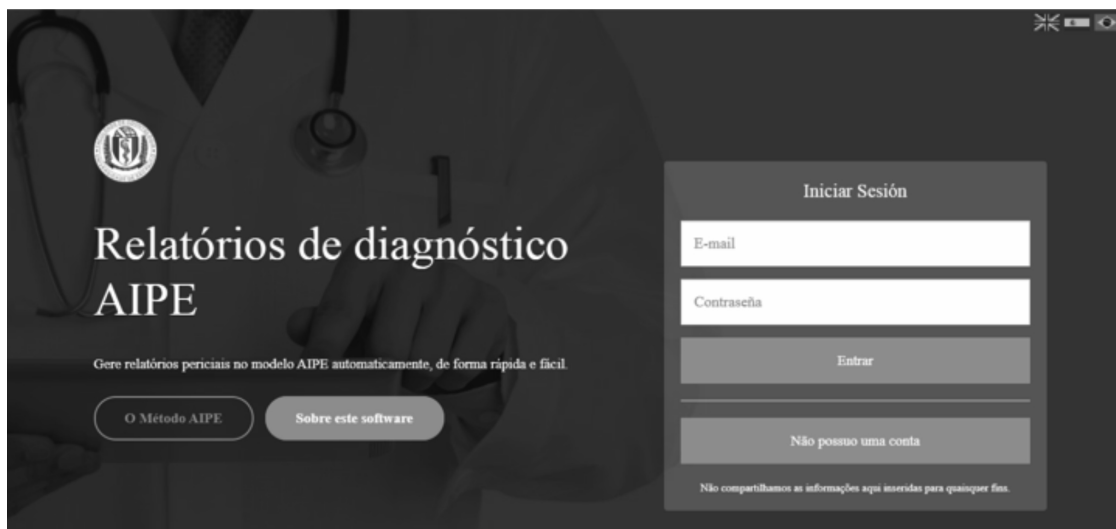 Relatórios de diagnóstico
AIPE
Gere relatórios periciais no modelo AIPE automaticamente, de forma rápida e fácil.
O Método AIPE
Sobre este software
Iniciar Sesión
E-mail
Contraseña
Entrar
Não possuo uma conta
Não compartilhamos as informações aqui inseridas para quaisquer fins.